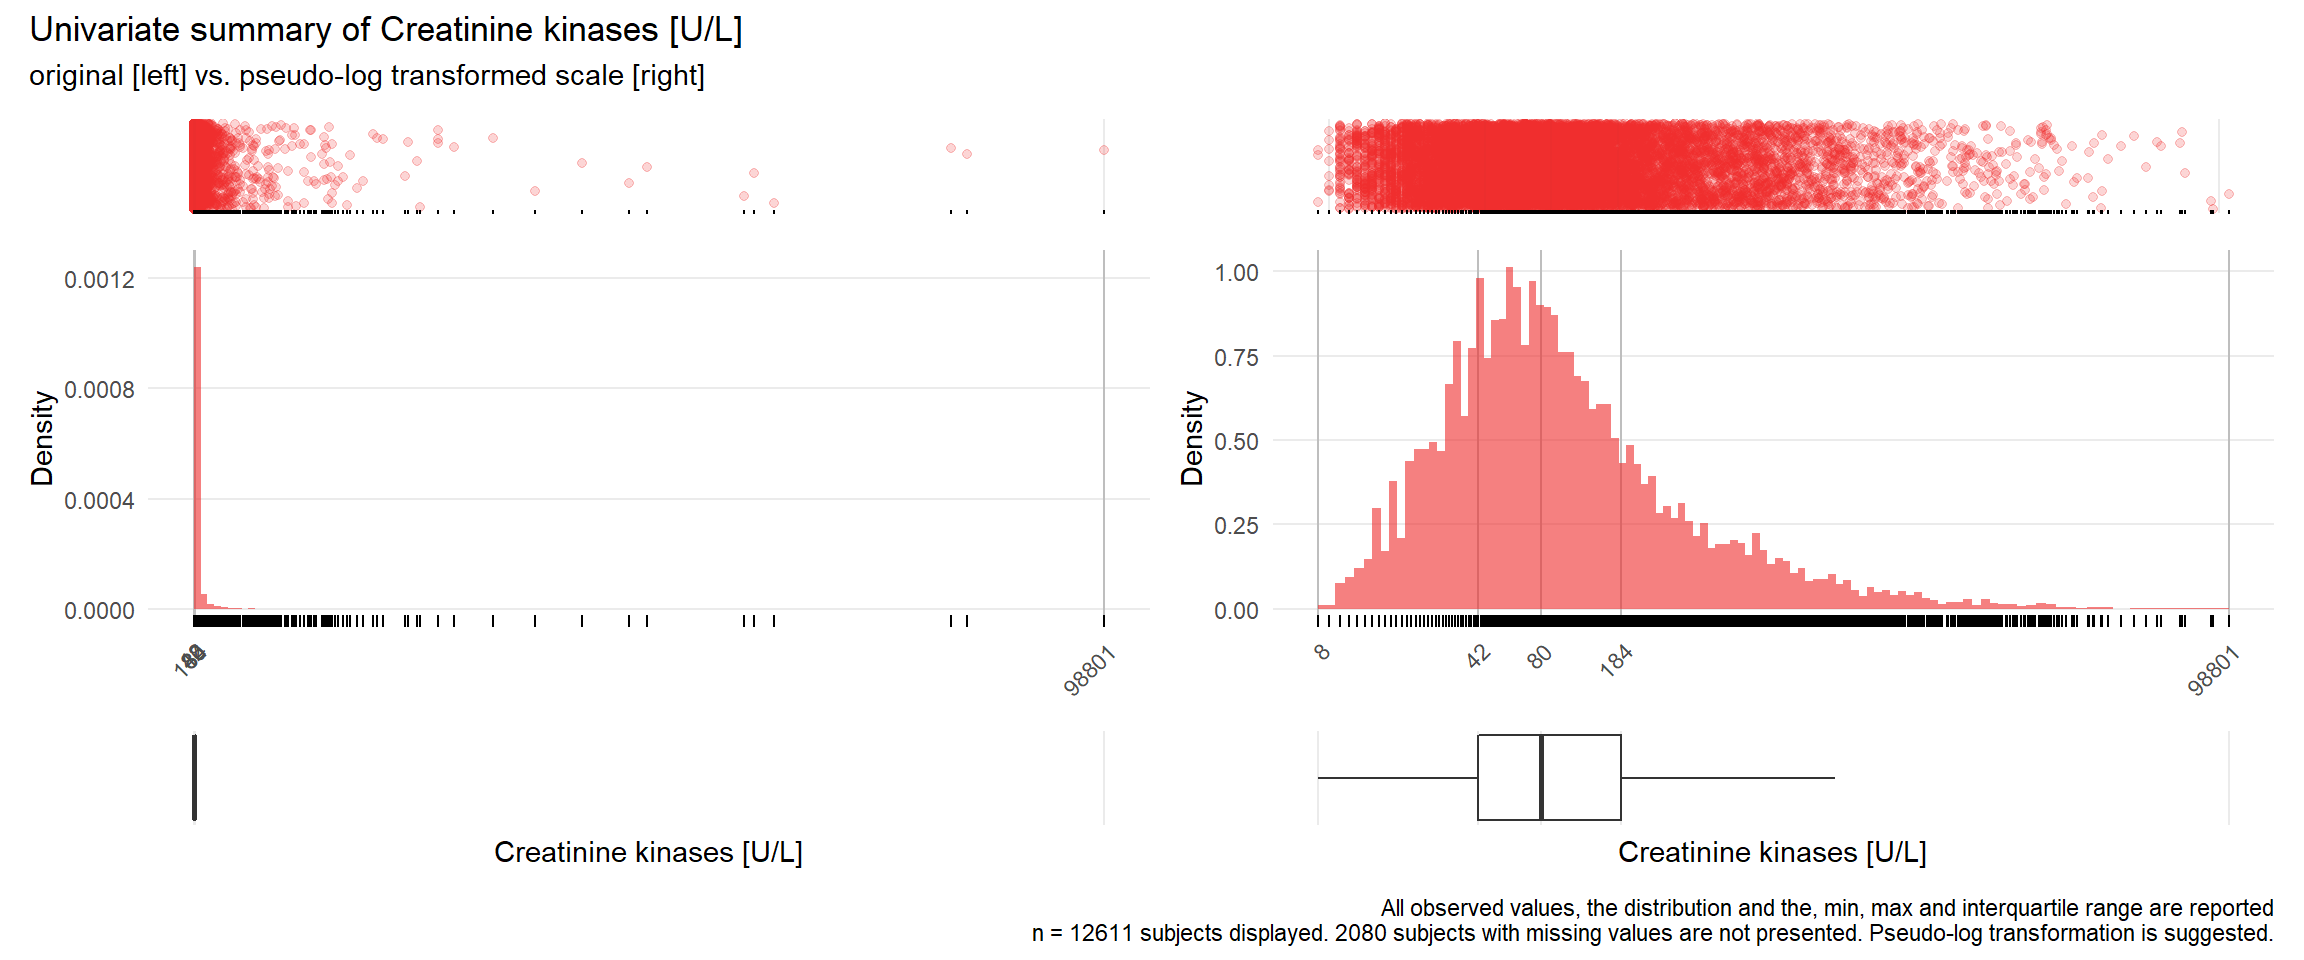 Univariate summary of Creatinine kinases [U/L]
original [left] vs. pseudo-log transformed scale [right]
Density
0.0012
0.0008
0.0004
0.0000
98801
Creatinine kinases [U/L]
Density
1.00
0.75
0.50
0.25
0.00
8
42
80
184
98801
Creatinine kinases [U/L]
All observed values, the distribution and the, min, max and interquartile range are reported
n = 12611 subjects displayed. 2080 subjects with missing values are not presented. Pseudo-log transformation is suggested.